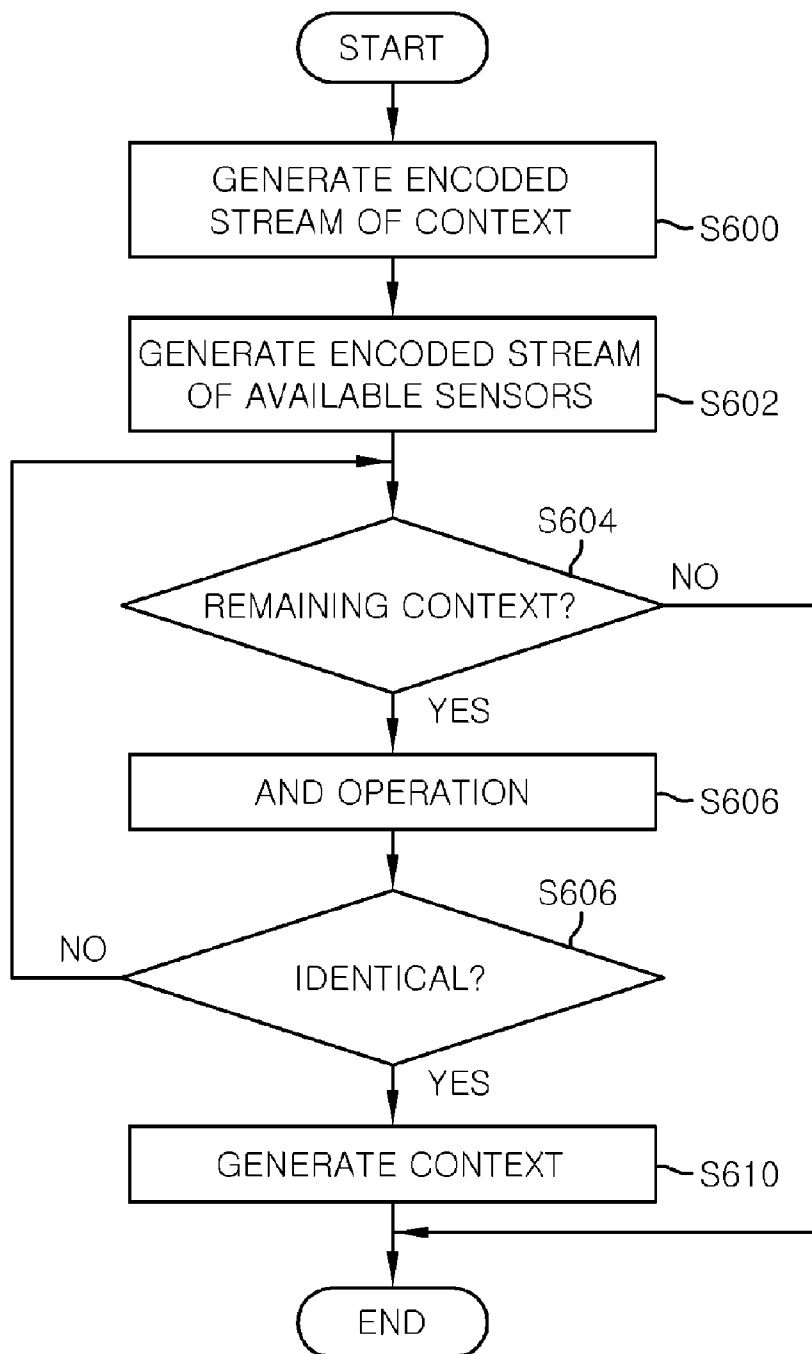 START
GENERATE ENCODED
STREAM OF CONTEXT
S600
GENERATE ENCODED STREAM
OF AVAILABLE SENSORS
S602
S604
REMAINING CONTEXT?
NO
YES
AND OPERATION
S606
S606
NO
IDENTICAL?
YES
GENERATE CONTEXT
S610
END